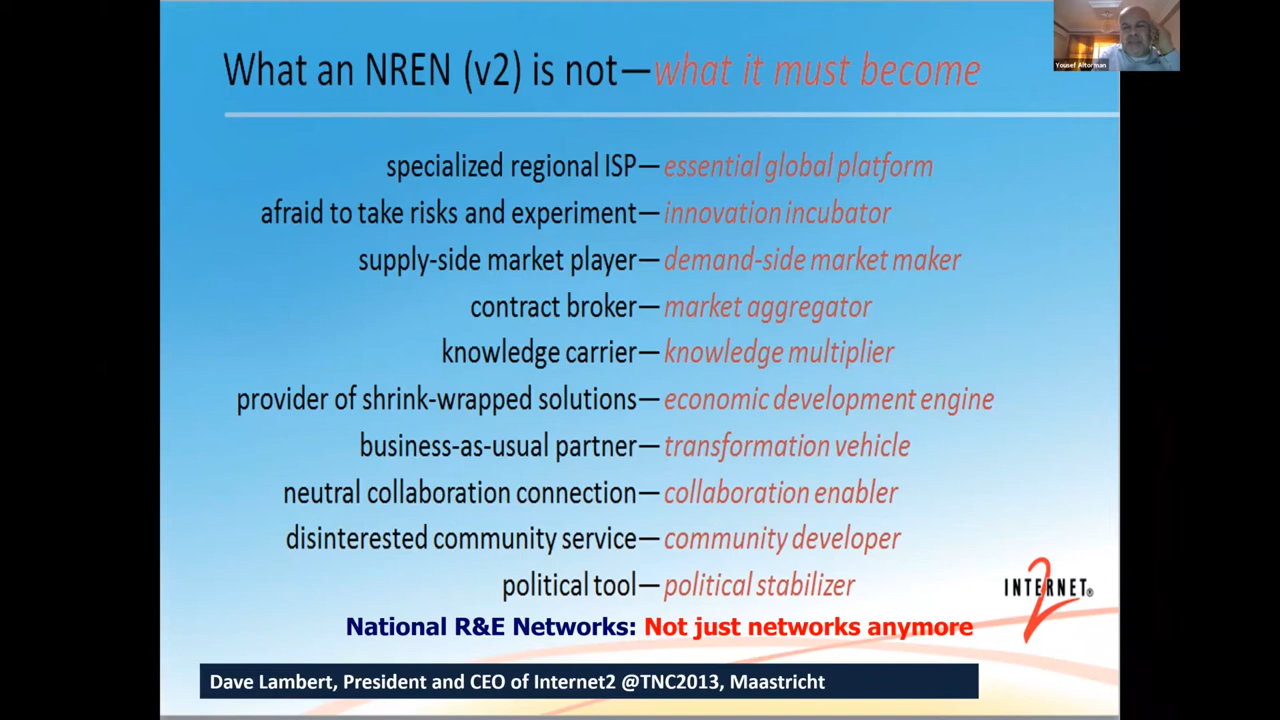 What an NREN (v2) is not—what it must become
Yousef Altorman
specialized regional ISP—essential global platform
afraid to take risks and experiment—innovation incubator
supply-side market player—demand-side market maker
contract broker—market aggregator
knowledge carrier—knowledge multiplier
provider of shrink-wrapped solutions—economic development engine
business-as-usual partner—transformation vehicle
neutral collaboration connection—collaboration enabler
disinterested community service—community developer
political tool—political stabilizer
INTERNET® 2
National R&E Networks: Not just networks anymore
Dave Lambert, President and CEO of Internet2 @TNC2013, Maastricht